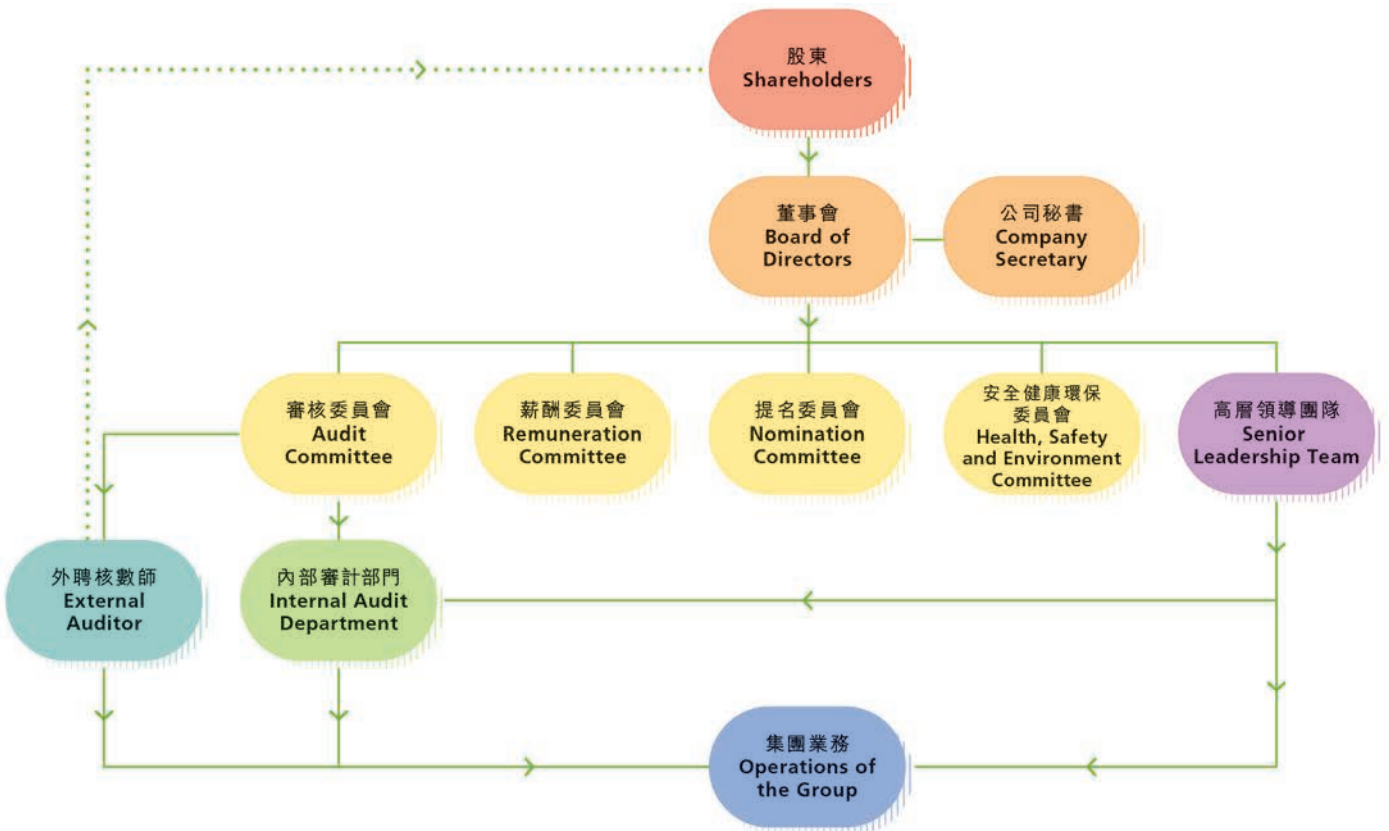 股東
Shareholders
董事會
Board of
Directors
公司秘書
Company
Secretary
審核委員會
Audit
Committee
薪酬委員會
Remuneration
Committee
提名委員會
Nomination
Committee
安全健康環保
委員會
Health, Safety
and Environment
Committee
高層領導團隊
Senior
Leadership Team
外聘核數師
External
Auditor
內部審計部門
Internal Audit
Department
集團業務
Operations of
the Group